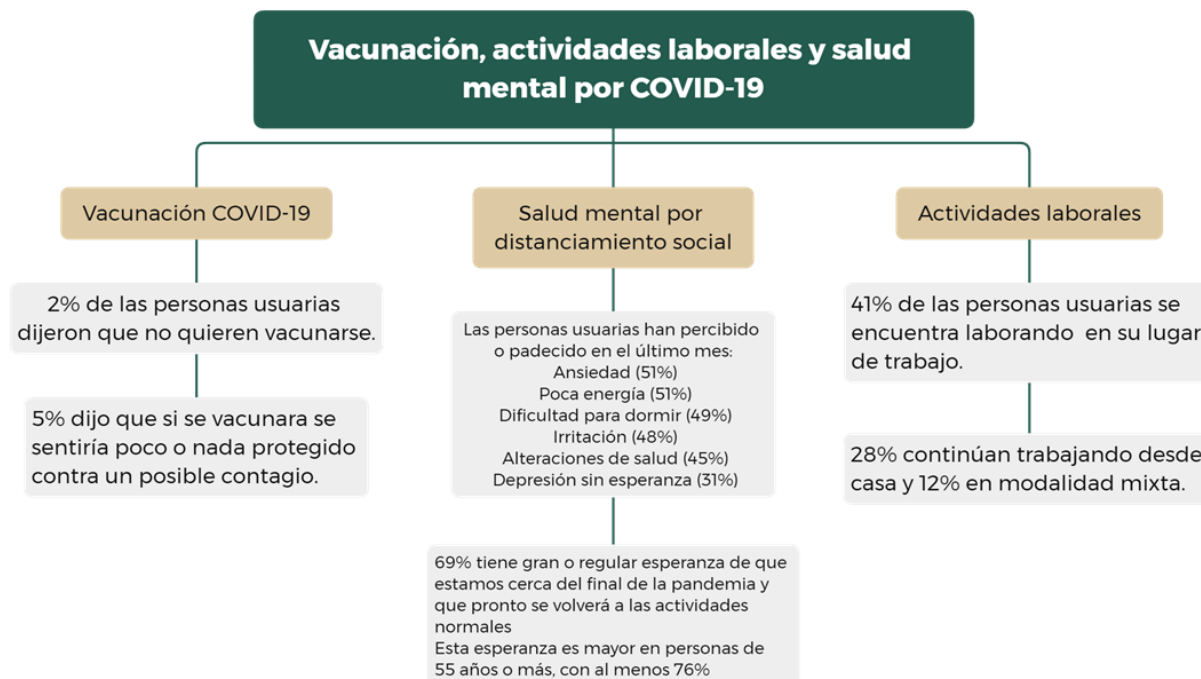 Vacunación, actividades laborales y salud
mental por COVID-19
Vacunación COVID-19
2% de las personas usuarias
dijeron que no quieren vacunarse.
5% dijo que si se vacunara se
sentiría poco o nada protegido
contra un posible contagio.
Salud mental por
distanciamiento social
Las personas usuarias han percibido
o padecido en el último mes:
Ansiedad (51%)
Poca energía (51%)
Dificultad para dormir (49%)
Irritación (48%)
Alteraciones de salud (45%)
Depresión sin esperanza (31%)
69% tiene gran o regular esperanza de que
estamos cerca del final de la pandemia y
que pronto se volverá a las actividades
normales
Esta esperanza es mayor en personas de
55 años o más, con al menos 76%
Actividades laborales
41% de las personas usuarias se
encuentra laborando en su lugar
de trabajo.
28% continúan trabajando desde
casa y 12% en modalidad mixta.